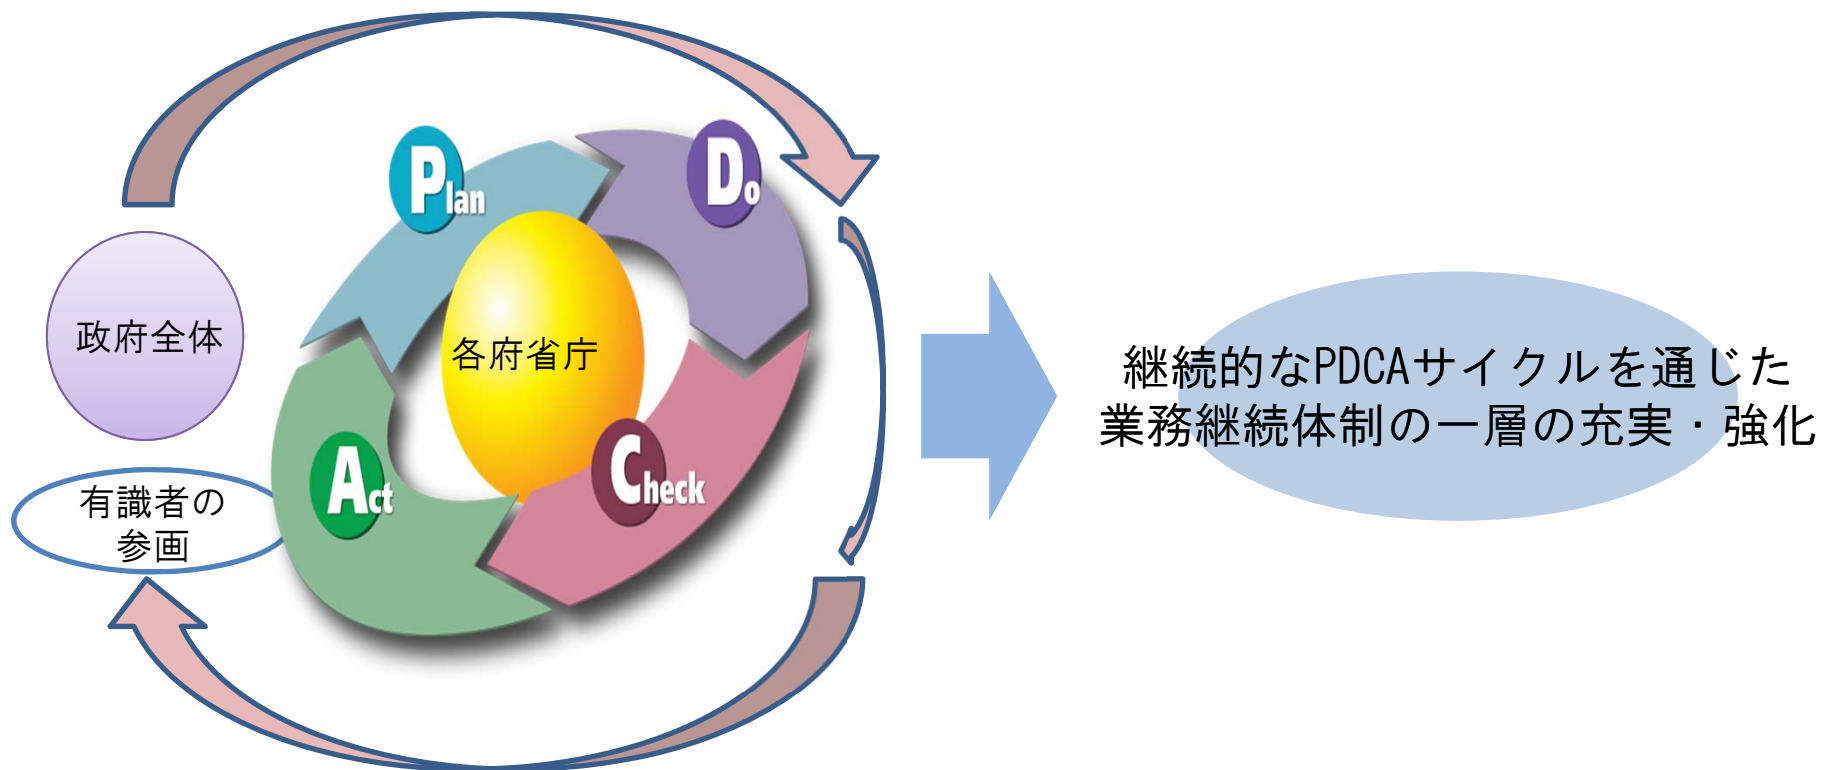 Plan
Do
政府全体
各府省庁
継続的なPDCAサイクルを通じた
業務継続体制の一層の充実・強化
Act
Check
有識者の
参画